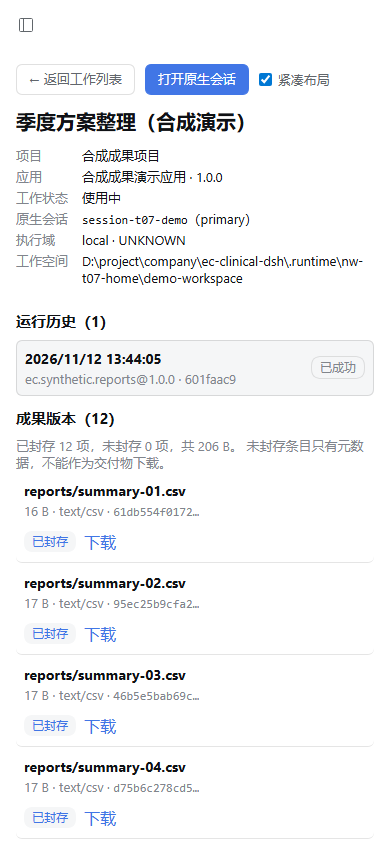 ← 返回工作列表 打开原生会话 紧凑布局
季度方案整理（合成演示）
项目 合成成果项目
应用 合成成果演示应用 · 1.0.0
工作状态 使用中
原生会话 session-t07-demo（primary）
执行域 local · UNKNOWN
工作空间 D:\project\company\ec-clinical-dsh\.runtime\nw-
t07-home\demo-workspace
运行历史（1）
2026/11/12 13:44:05
已成功
ec.synthetic.reports@1.0.0 · 601faac9
成果版本（12）
已封存 12 项，未封存 0 项，共 206 B。 未封存条目只有元数
据，不能作为交付物下载。
reports/summary-01.csv
16 B · text/csv · 61db554f0172…
已封存 下载
reports/summary-02.csv
17 B · text/csv · 95ec25b9cfa2…
已封存 下载
reports/summary-03.csv
17 B · text/csv · 46b5e5bab69c…
已封存 下载
reports/summary-04.csv
17 B · text/csv · d75b6c278cd5…
已封存 下载